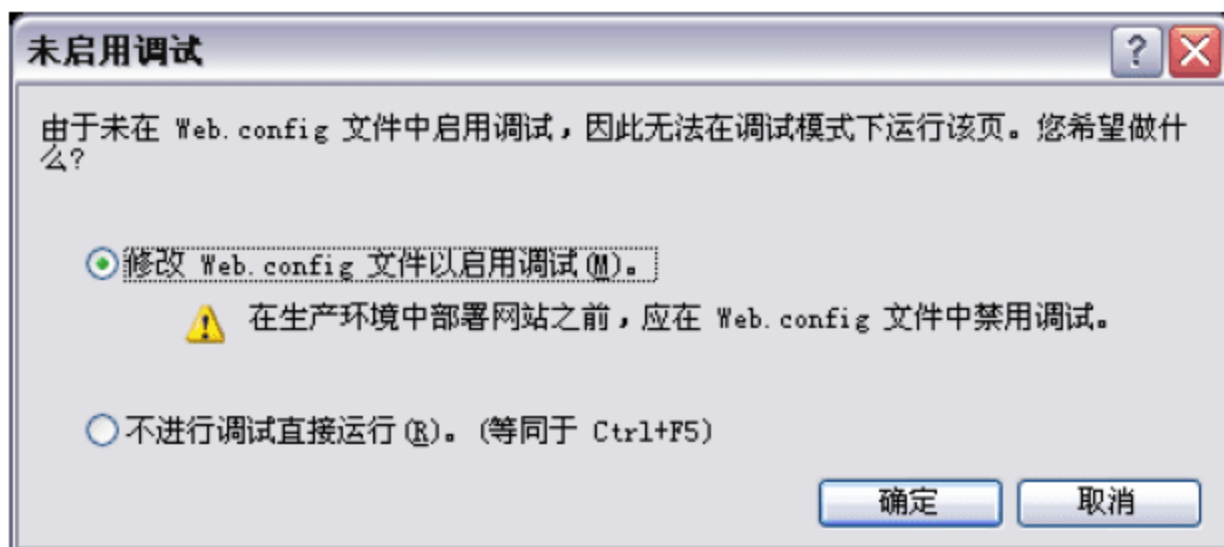 未启用调试
由于未在 Web.config 文件中启用调试，因此无法在调试模式下运行该页。您希望做什
么?
修改 Web.config 文件以启用调试(M)。
在生产环境中部署网站之前，应在 Web.config 文件中禁用调试。
不进行调试直接运行(R)。(等同于 Ctrl+F5)
确定 取消